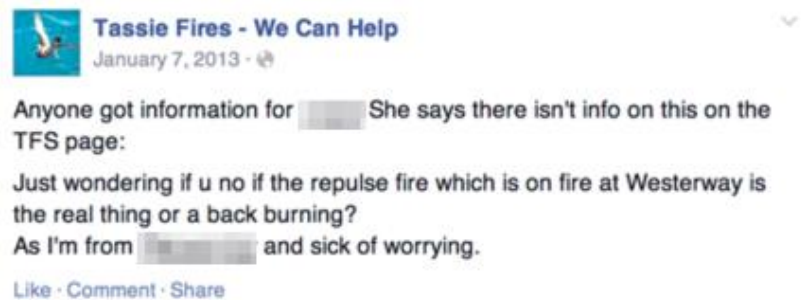 Tassie Fires - We Can Help
January 7, 2013 ·
Anyone got information for She says there isn't info on this on the
TFS page:
Just wondering if u no if the repulse fire which is on fire at Westerway is
the real thing or a back burning?
As I'm from and sick of worrying.
Like · Comment · Share